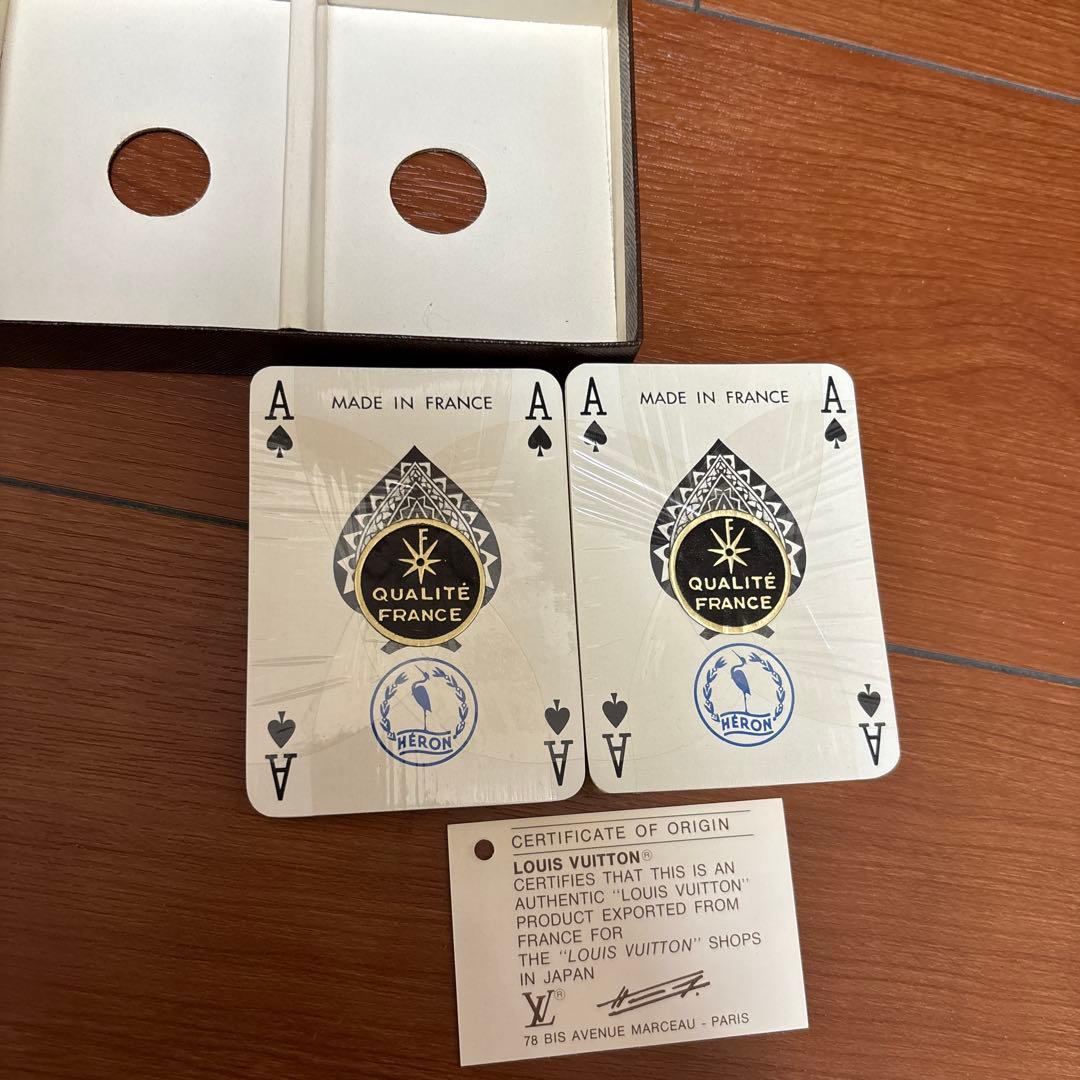 A MADE IN FRANCE A
F
QUALITÉ
FRANCE
HÉRON
A A
A MADE IN FRANCE A
F
QUALITÉ
FRANCE
HÉRON
A A
CERTIFICATE OF ORIGIN
LOUIS VUITTON®
CERTIFIES THAT THIS IS AN
AUTHENTIC "LOUIS VUITTON"
PRODUCT EXPORTED FROM
FRANCE FOR
THE "LOUIS VUITTON" SHOPS
IN JAPAN
LV®
78 BIS AVENUE MARCEAU - PARIS